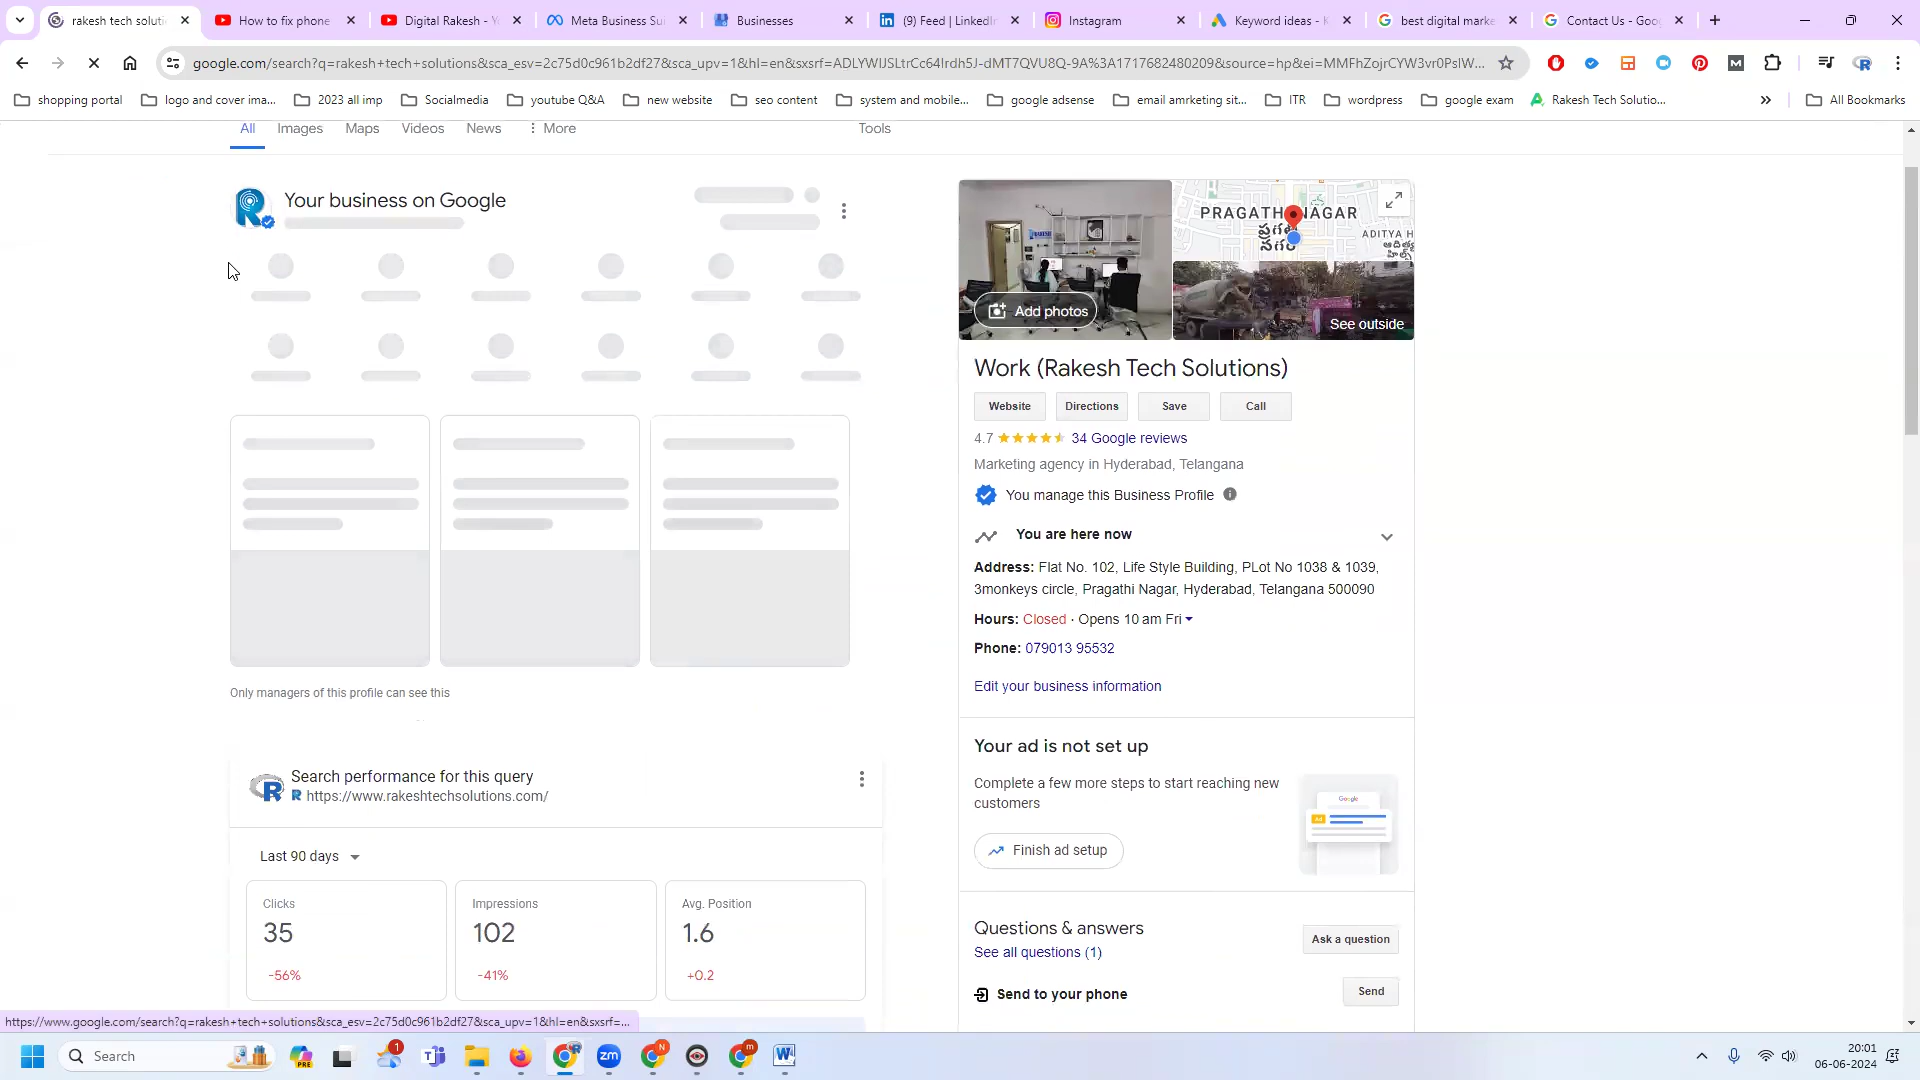 rakesh tech soluti
How to fix phone
Digital Rakesh - Y
Meta Business Sui
Businesses
(9) Feed | LinkedIn
Instagram
Keyword ideas - K
best digital marke
Contact Us - Goo
google.com/search?q=rakesh+tech+solutions&sca_esv=2c75d0c961b2df27&sca_upv=1&hl=en&sxsrf=ADLYWIJSLtrCc64Irdh5J-dMT7QVU8Q-9A%3A1717682480209&source=hp&ei=MMFhZojrCYW3vr0PsIW...
shopping portal
logo and cover ima...
2023 all imp
Socialmedia
youtube Q&A
new website
seo content
system and mobile...
google adsense
email amrketing sit...
ITR
wordpress
google exam
Rakesh Tech Solutio...
All Bookmarks
All
Images
Maps
Videos
News
More
Tools
Your business on Google
Only managers of this profile can see this
Search performance for this query
https://www.rakeshtechsolutions.com/
Last 90 days
Clicks
Impressions
Avg. Position
35
102
1.6
-56%
-41%
+0.2
PRAGATHI NAGAR
ప్రగతి
నగర్
ADITYA H
Add photos
See outside
Work (Rakesh Tech Solutions)
Website
Directions
Save
Call
4.7
34 Google reviews
Marketing agency in Hyderabad, Telangana
You manage this Business Profile
You are here now
Address: Flat No. 102, Life Style Building, PLot No 1038 & 1039,
3monkeys circle, Pragathi Nagar, Hyderabad, Telangana 500090
Hours: Closed · Opens 10 am Fri
Phone: 079013 95532
Edit your business information
Your ad is not set up
Complete a few more steps to start reaching new
customers
Google
Ad
Finish ad setup
Questions & answers
See all questions (1)
Ask a question
Send to your phone
Send
https://www.google.com/search?q=rakesh+tech+solutions&sca_esv=2c75d0c961b2df27&sca_upv=1&hl=en&sxsrf=...
Search
20:01
06-06-2024